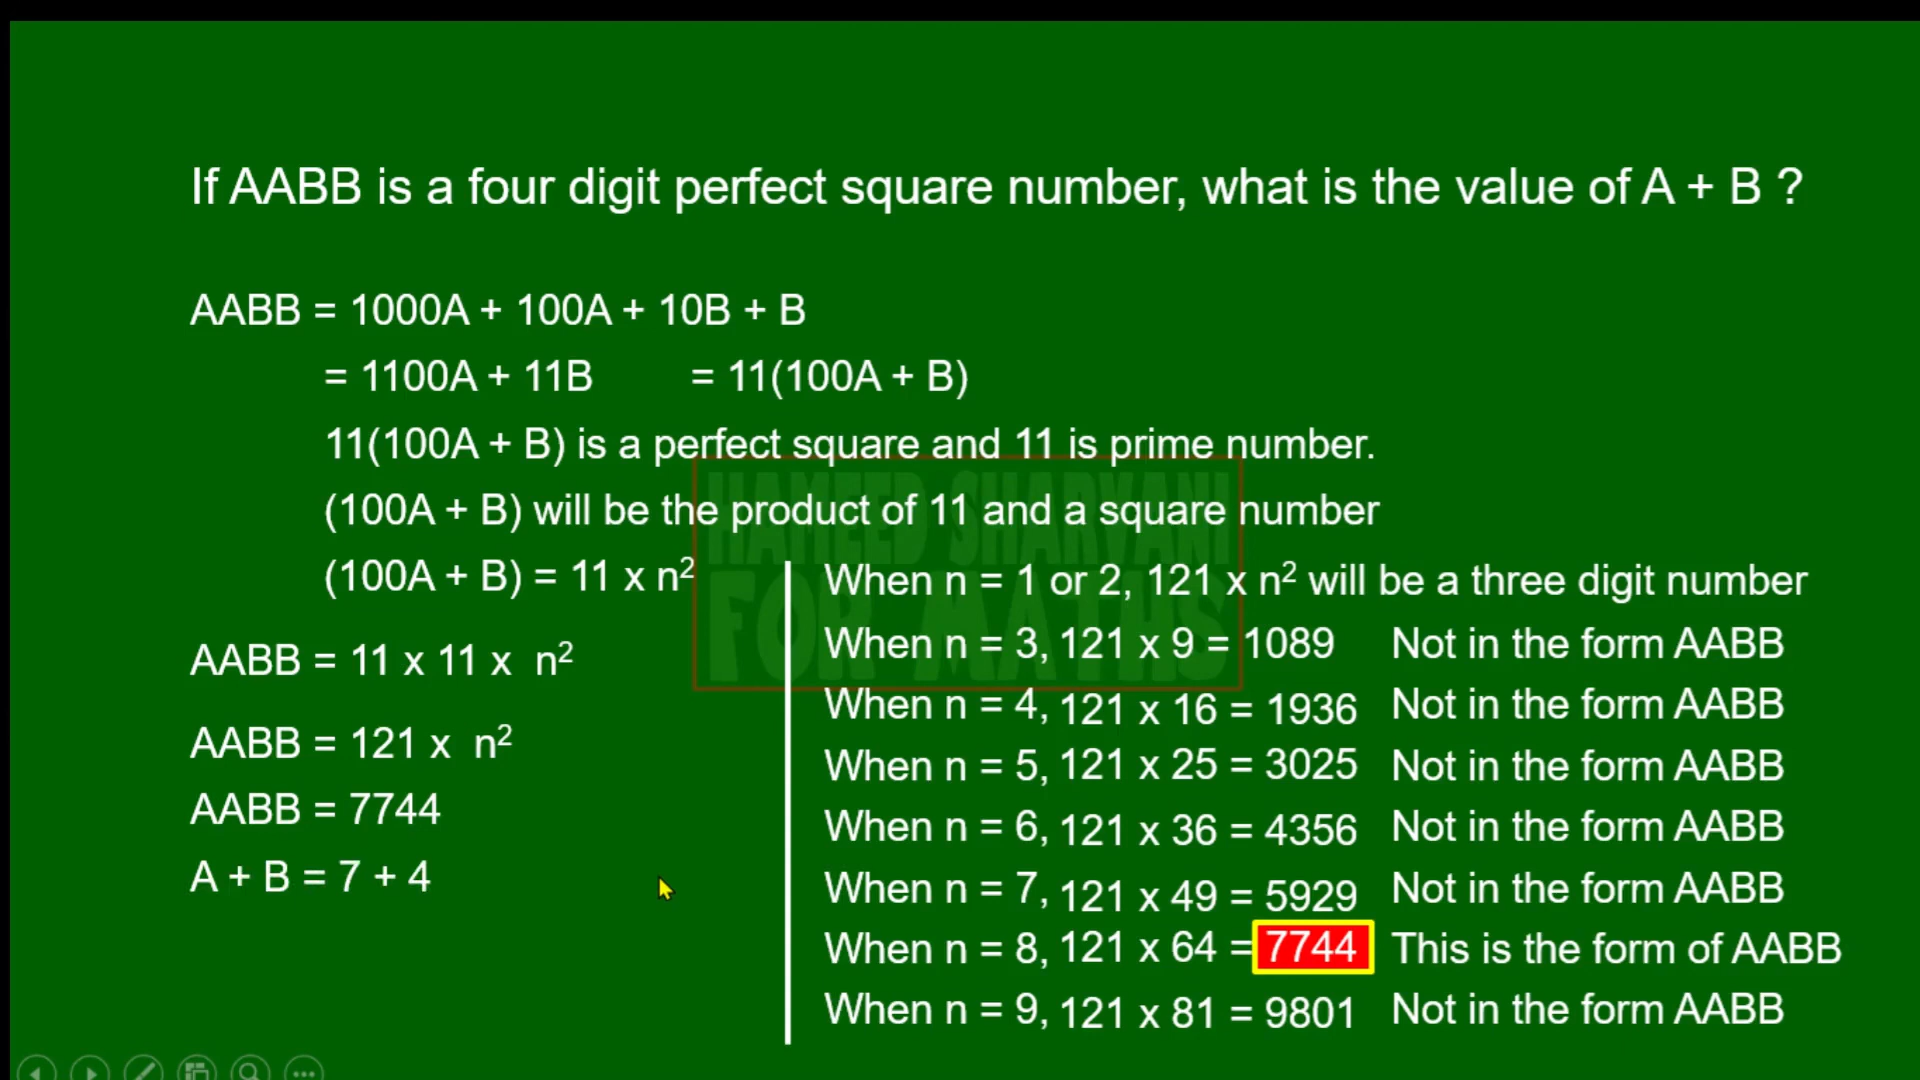 If AABB is a four digit perfect square number, what is the value of A + B ?
AABB = 1000A + 100A + 10B + B
= 1100A + 11B = 11(100A + B)
11(100A + B) is a perfect square and 11 is prime number.
(100A + B) will be the product of 11 and a square number
(100A + B) = 11 x n²
AABB = 11 x 11 x n²
AABB = 121 x n²
AABB = 7744
A + B = 7 + 4
When n = 1 or 2, 121 x n² will be a three digit number
When n = 3, 121 x 9 = 1089 Not in the form AABB
When n = 4, 121 x 16 = 1936 Not in the form AABB
When n = 5, 121 x 25 = 3025 Not in the form AABB
When n = 6, 121 x 36 = 4356 Not in the form AABB
When n = 7, 121 x 49 = 5929 Not in the form AABB
When n = 8, 121 x 64 = 7744 This is the form of AABB
When n = 9, 121 x 81 = 9801 Not in the form AABB
HAMEED SHARVANI
FOR MATHS